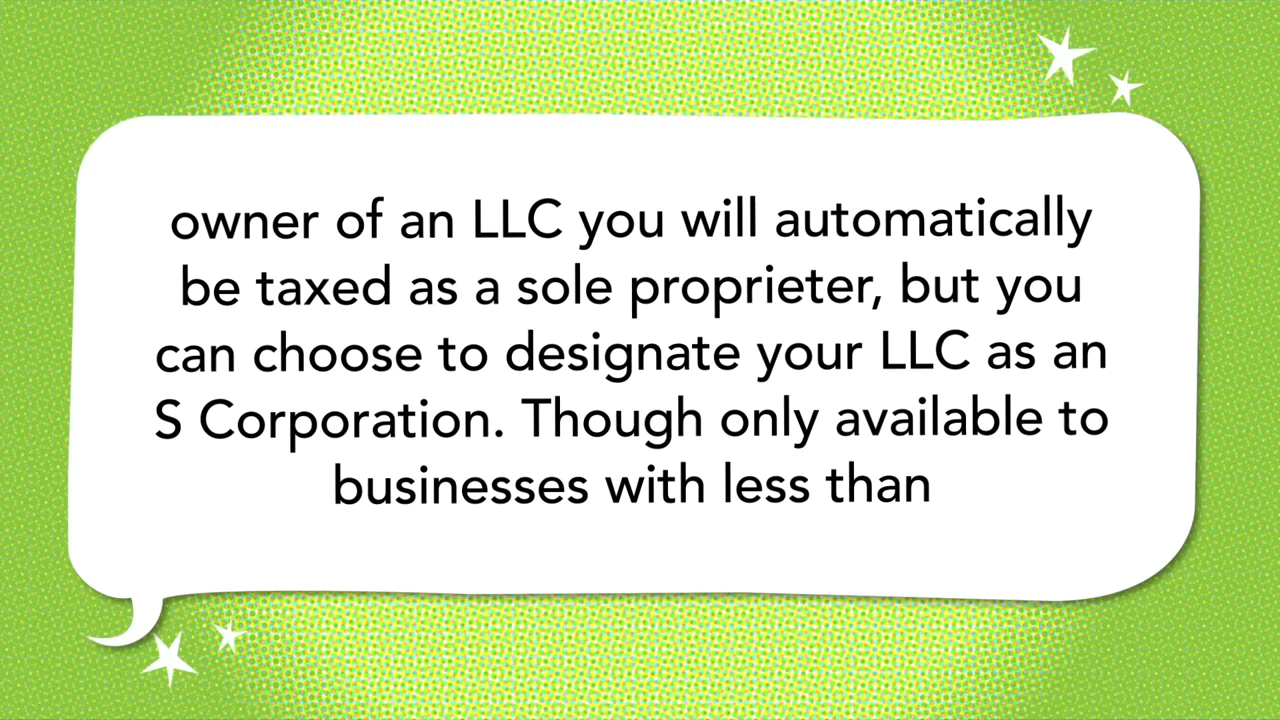 owner of an LLC you will automatically
be taxed as a sole proprieter, but you
can choose to designate your LLC as an
S Corporation. Though only available to
businesses with less than